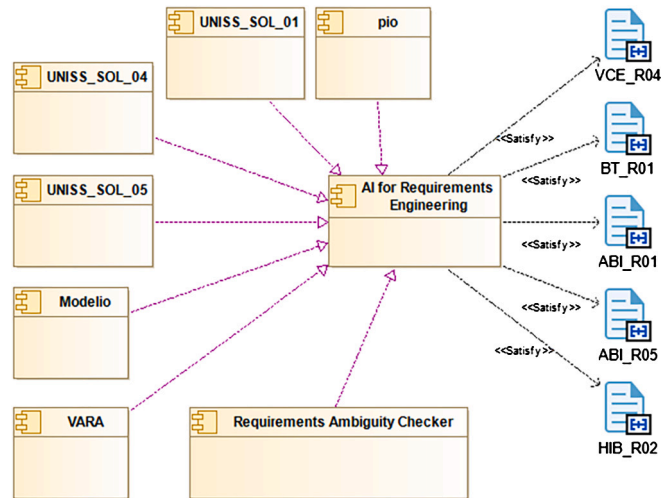 UNISS_SOL_01
pio
VCE_R04
UNISS_SOL_04
<<Satisfy>>
BT_R01
<<Satisfy>>
UNISS_SOL_05
AI for Requirements
Engineering
<<Satisfy>>
ABI_R01
Modelio
<<Satisfy>>
ABI_R05
<<Satisfy>>
VARA
Requirements Ambiguity Checker
HIB_R02